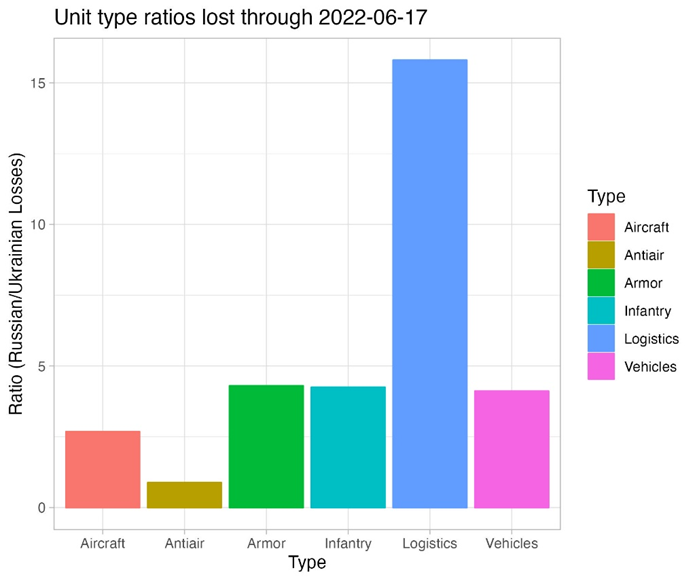 Unit type ratios lost through 2022-06-17
Ratio (Russian/Ukrainian Losses)
15
10
5
0
Aircraft Antiair Armor Infantry Logistics Vehicles
Type
Type
Aircraft
Antiair
Armor
Infantry
Logistics
Vehicles